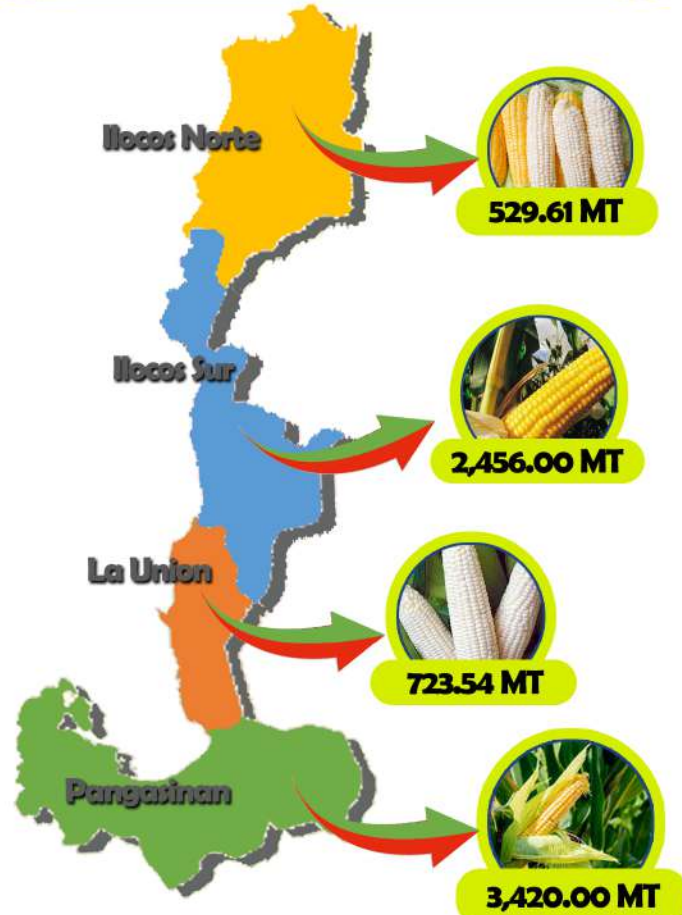 Ilocos Norte
529.61 MT
Ilocos Sur
2,456.00 MT
La Union
723.54 MT
Pangasinan
3,420.00 MT